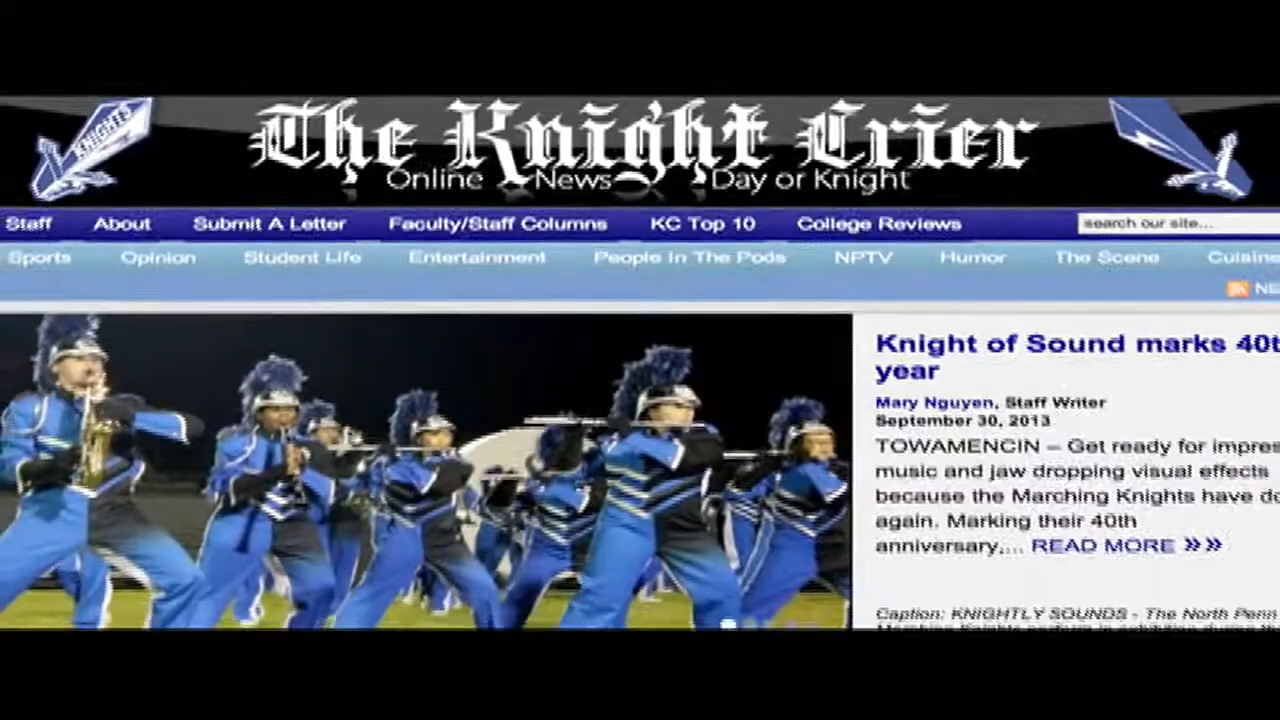 KNIGHTS
The Knight Crier
Online News Day or Knight
Staff About Submit A Letter Faculty/Staff Columns KC Top 10 College Reviews search our site...
Sports Opinion Student Life Entertainment People In The Pods NPTV Humor The Scene Cuisine
NE
Knight of Sound marks 40t
year
Mary Nguyen, Staff Writer
September 30, 2013
TOWAMENCIN – Get ready for impres
music and jaw dropping visual effects
because the Marching Knights have do
again. Marking their 40th
anniversary,... READ MORE »»
Caption: KNIGHTLY SOUNDS - The North Penn